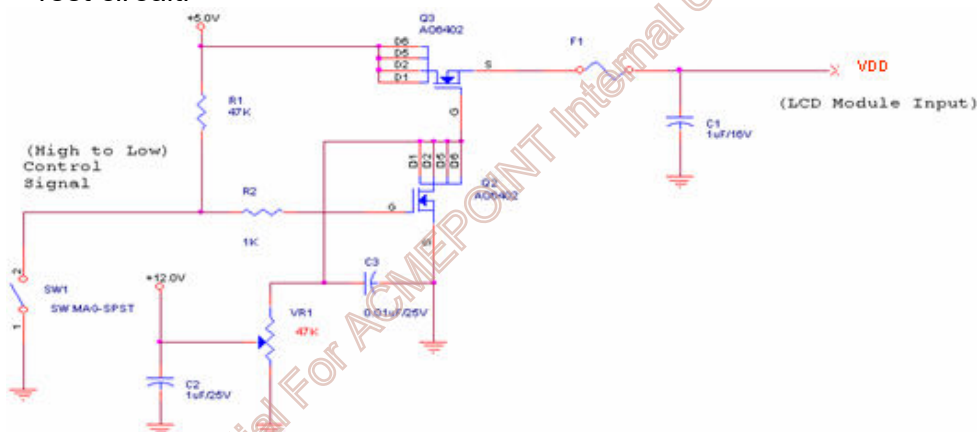 Test circuit:
+5.0V
Q3
AO6402
D6
D5
D2
D1
S
G
F1
VDD
(LCD Module Input)
C1
1uF/16V
R1
47K
(High to Low)
Control
Signal
R2
1K
G
D1
D2
D5
D6
Q2
AO6402
S
C3
0.01uF/25V
2
SW1
SW MAG-SPST
1
+12.0V
VR1
47K
C2
1uF/25V
For ACMEPOINT Internal U